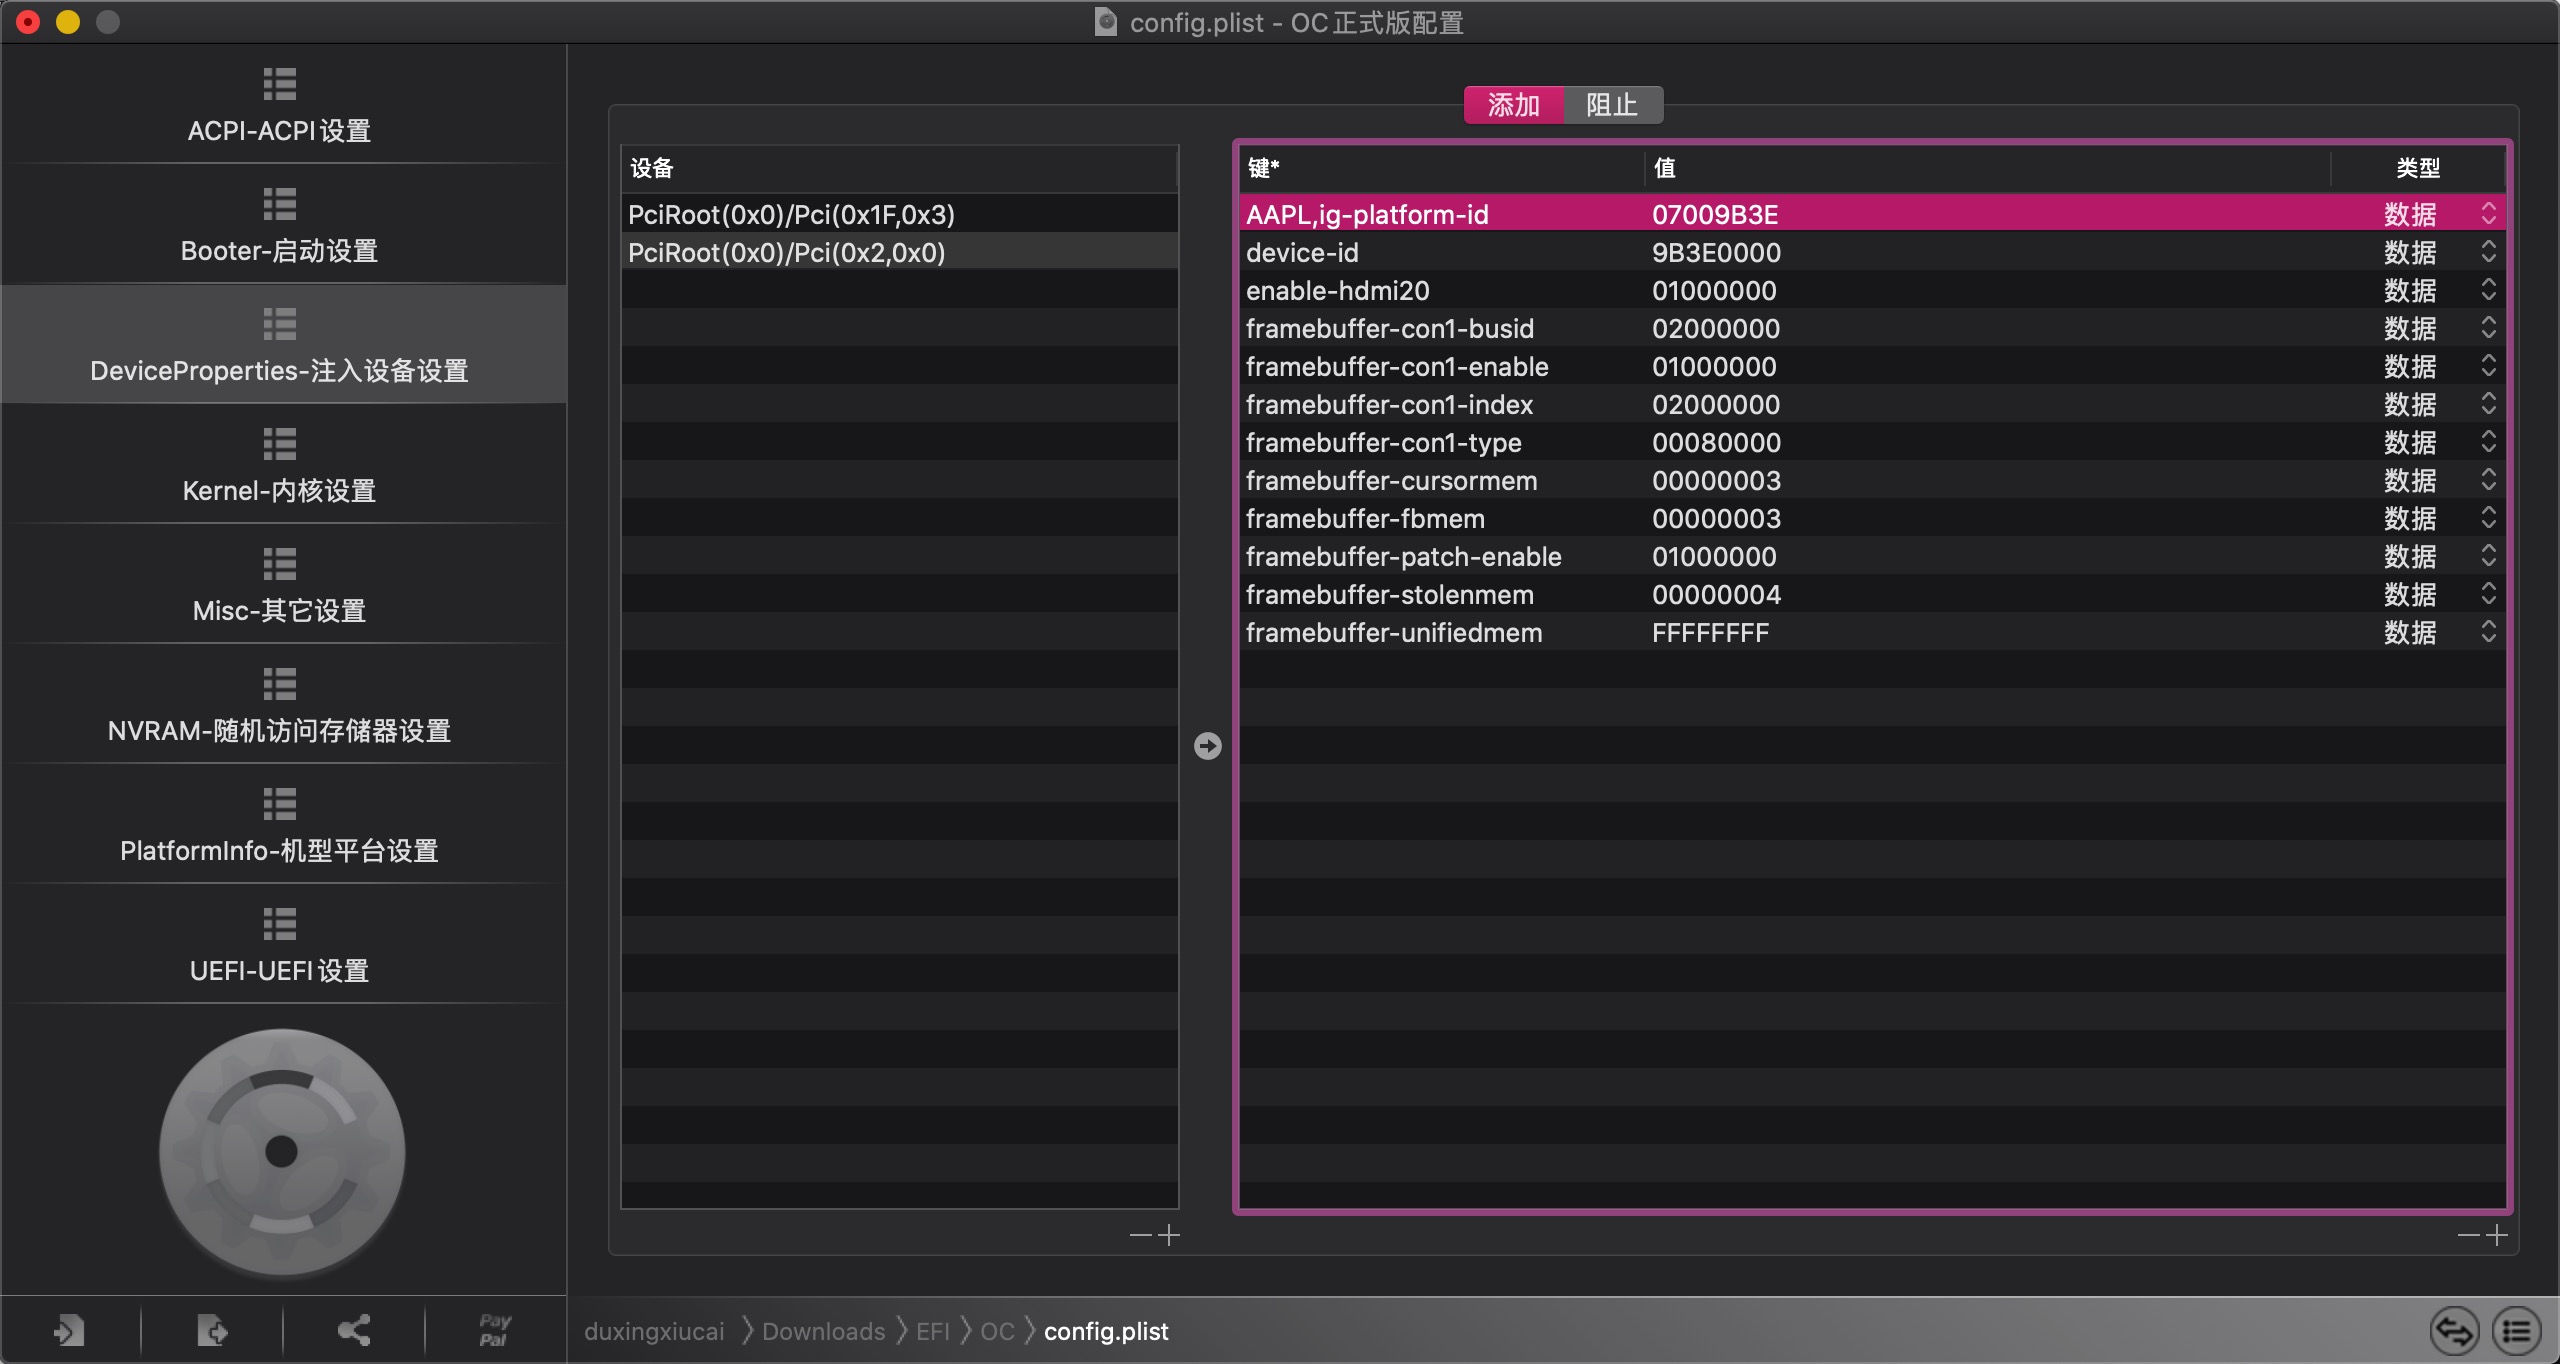 config.plist - OC正式版配置
ACPI-ACPI设置
Booter-启动设置
DeviceProperties-注入设备设置
Kernel-内核设置
Misc-其它设置
NVRAM-随机访问存储器设置
PlatformInfo-机型平台设置
UEFI-UEFI设置
Pay
Pal
添加 阻止
设备
PciRoot(0x0)/Pci(0x1F,0x3)
PciRoot(0x0)/Pci(0x2,0x0)
键* 值 类型
AAPL,ig-platform-id 07009B3E 数据
device-id 9B3E0000 数据
enable-hdmi20 01000000 数据
framebuffer-con1-busid 02000000 数据
framebuffer-con1-enable 01000000 数据
framebuffer-con1-index 02000000 数据
framebuffer-con1-type 00080000 数据
framebuffer-cursormem 00000003 数据
framebuffer-fbmem 00000003 数据
framebuffer-patch-enable 01000000 数据
framebuffer-stolenmem 00000004 数据
framebuffer-unifiedmem FFFFFFFF 数据
duxingxiucai 〉Downloads 〉EFI 〉OC 〉config.plist